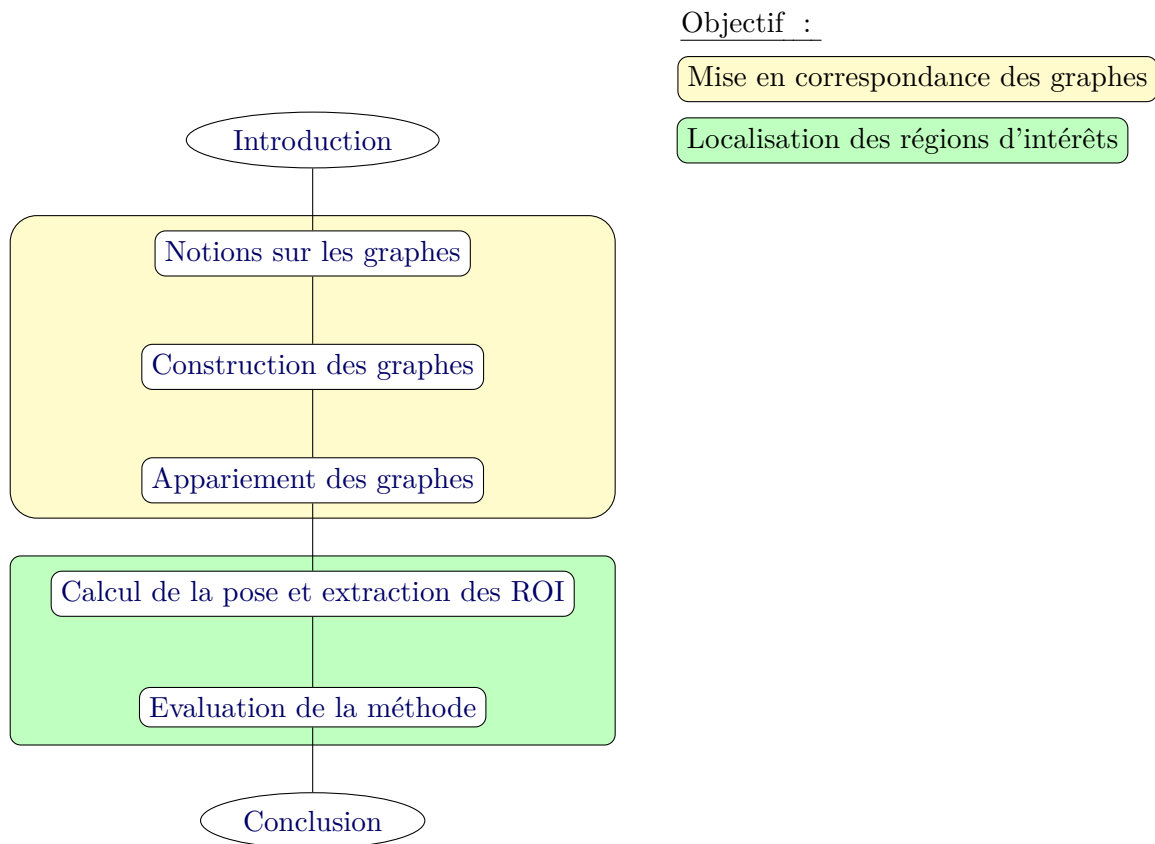 Objectif :
Mise en correspondance des graphes
Localisation des régions d'intérêts
Introduction
Notions sur les graphes
Construction des graphes
Appariement des graphes
Calcul de la pose et extraction des ROI
Evaluation de la méthode
Conclusion